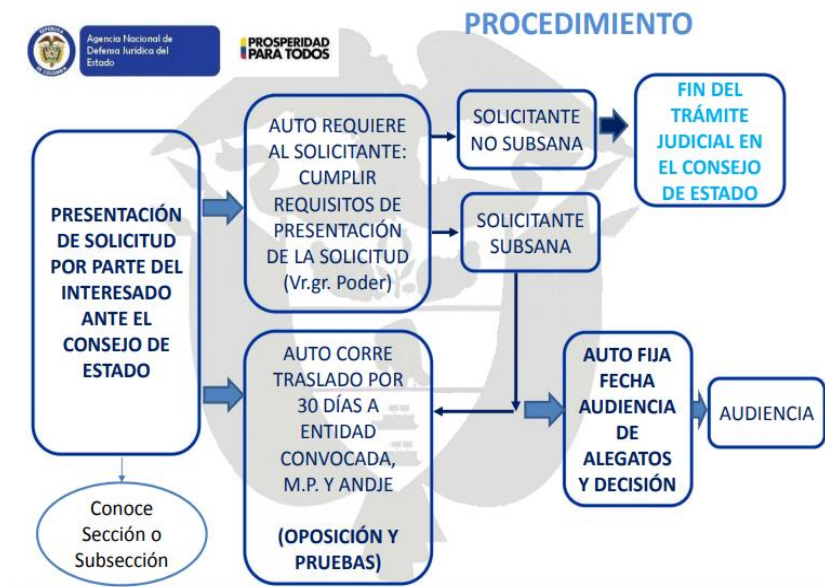 PROCEDIMIENTO
Agencia Nacional de
Defensa Jurídica del
Estado
PROSPERIDAD
PARA TODOS
PRESENTACIÓN
DE SOLICITUD
POR PARTE DEL
INTERESADO
ANTE EL
CONSEJO DE
ESTADO
Conoce
Sección o
Subsección
AUTO REQUIERE
AL SOLICITANTE:
CUMPLIR
REQUISITOS DE
PRESENTACIÓN
DE LA SOLICITUD
(Vr.gr. Poder)
SOLICITANTE
NO SUBSANA
FIN DEL
TRÁMITE
JUDICIAL EN
EL CONSEJO
DE ESTADO
SOLICITANTE
SUBSANA
AUTO CORRE
TRASLADO POR
30 DÍAS A
ENTIDAD
CONVOCADA,
M.P. Y ANDJE
(OPOSICIÓN Y
PRUEBAS)
AUTO FIJA
FECHA
AUDIENCIA
DE
ALEGATOS
Y DECISIÓN
AUDIENCIA